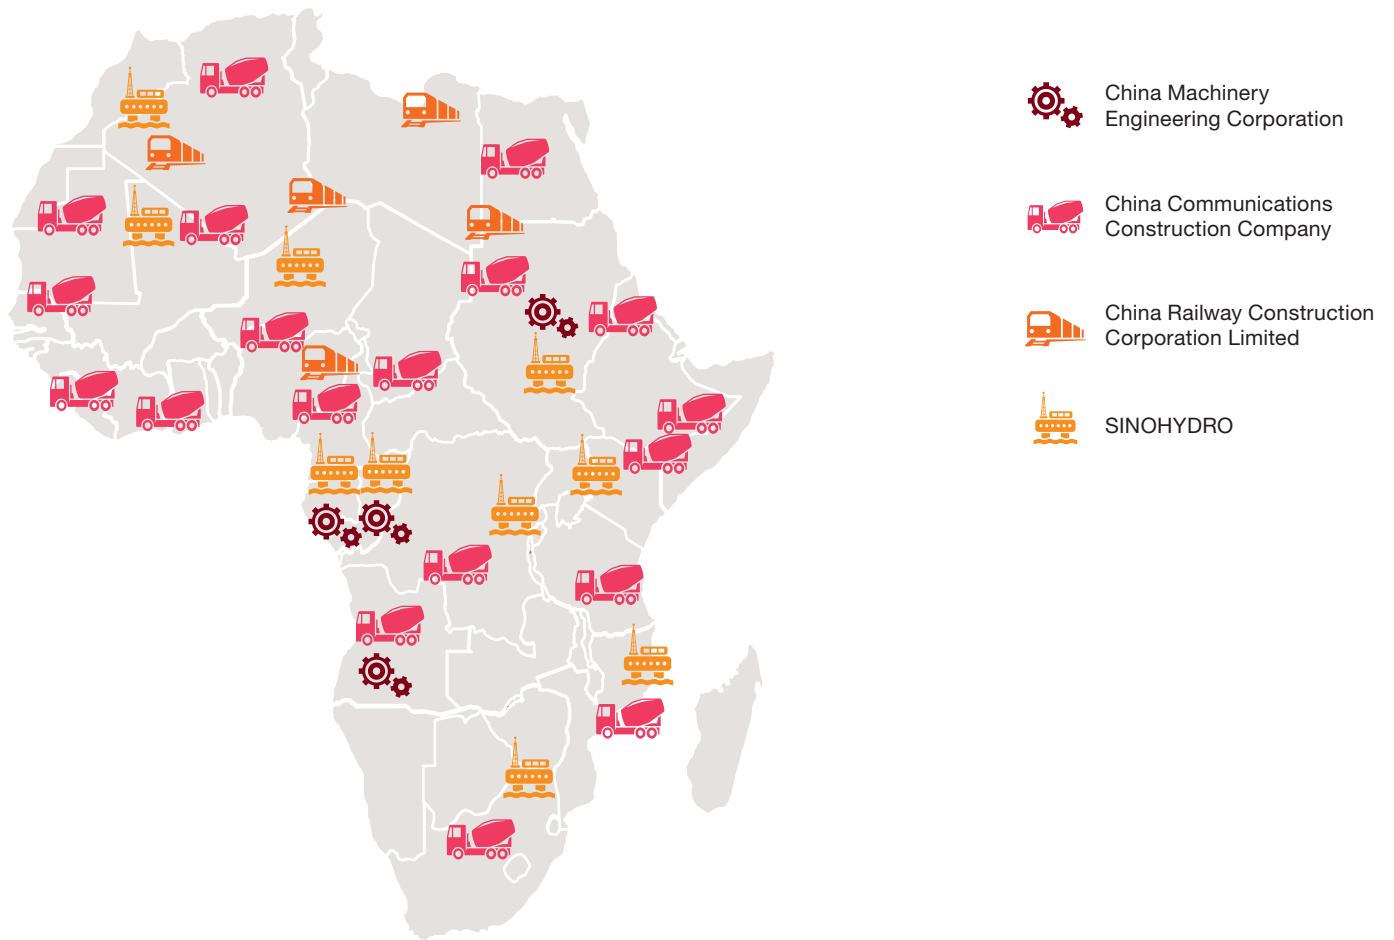 China Machinery
Engineering Corporation
China Communications
Construction Company
China Railway Construction
Corporation Limited
SINOHYDRO